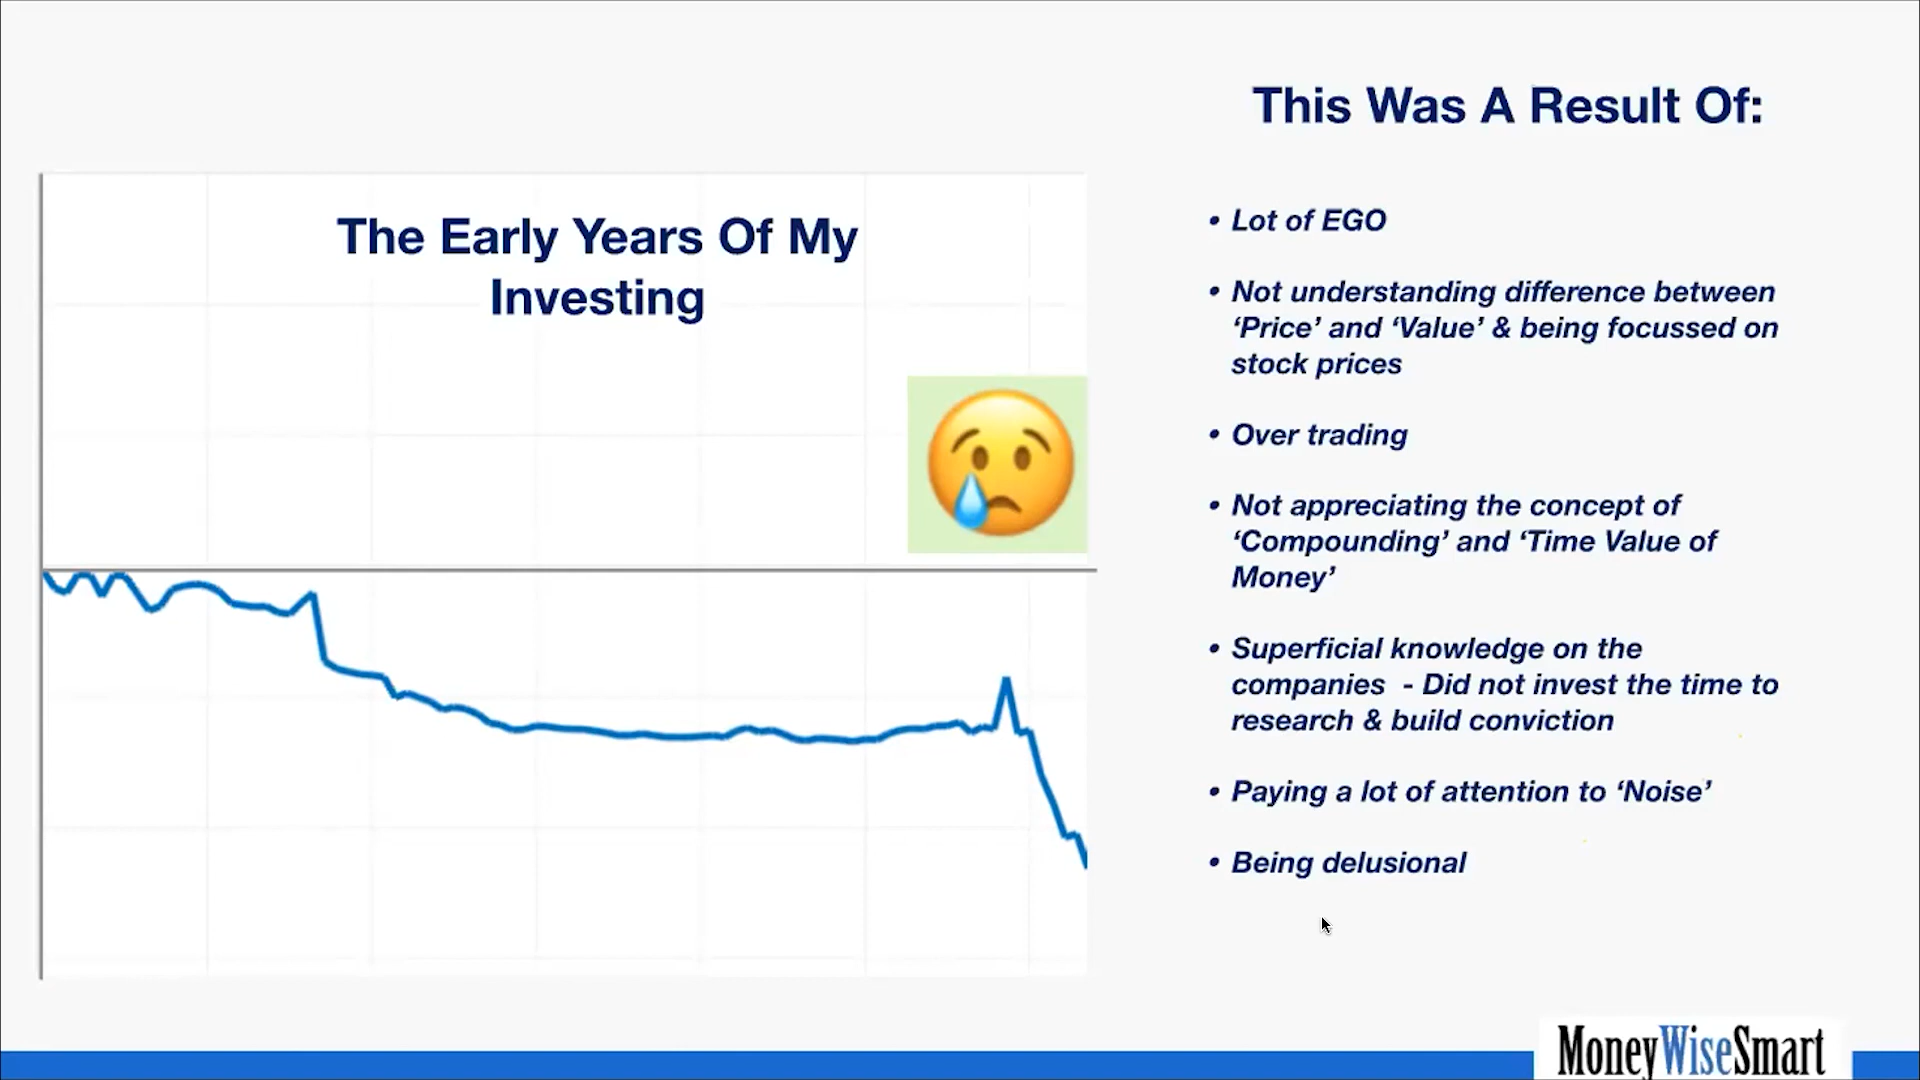 This Was A Result Of:
The Early Years Of My
Investing
• Lot of EGO
• Not understanding difference between
‘Price’ and ‘Value’ & being focussed on
stock prices
• Over trading
• Not appreciating the concept of
‘Compounding’ and ‘Time Value of
Money’
• Superficial knowledge on the
companies - Did not invest the time to
research & build conviction
• Paying a lot of attention to ‘Noise’
• Being delusional
MoneyWiseSmart